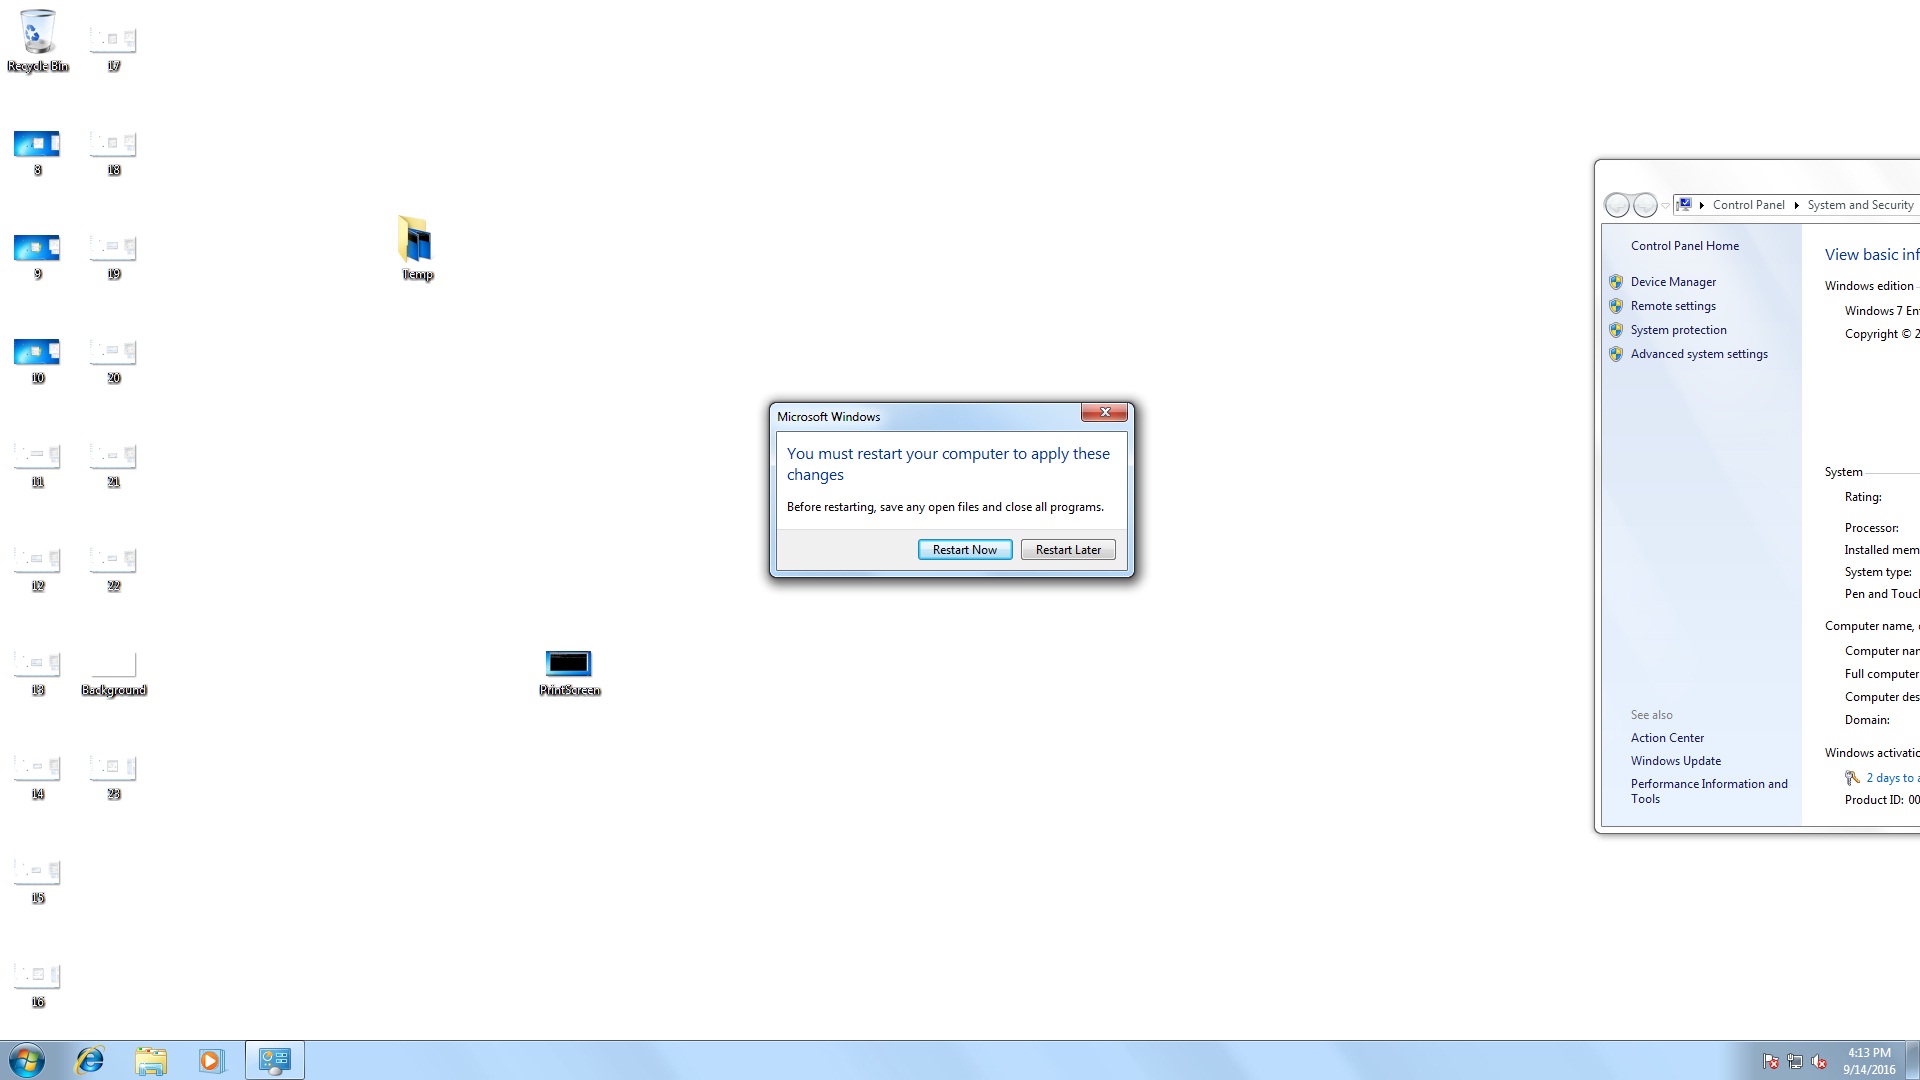 Recycle Bin
17
8
18
9
19
10
20
11
21
12
22
13
Background
14
23
15
16
Temp
PrintScreen
Microsoft Windows
You must restart your computer to apply these
changes
Before restarting, save any open files and close all programs.
Restart Now
Restart Later
Control Panel
System and Security
Control Panel Home
Device Manager
Remote settings
System protection
Advanced system settings
See also
Action Center
Windows Update
Performance Information and
Tools
View basic inf
Windows edition
Windows 7 En
Copyright © 2
System
Rating:
Processor:
Installed mem
System type:
Pen and Touch
Computer name,
Computer nam
Full computer
Computer des
Domain:
Windows activatio
2 days to a
Product ID: 00
4:13 PM
9/14/2016